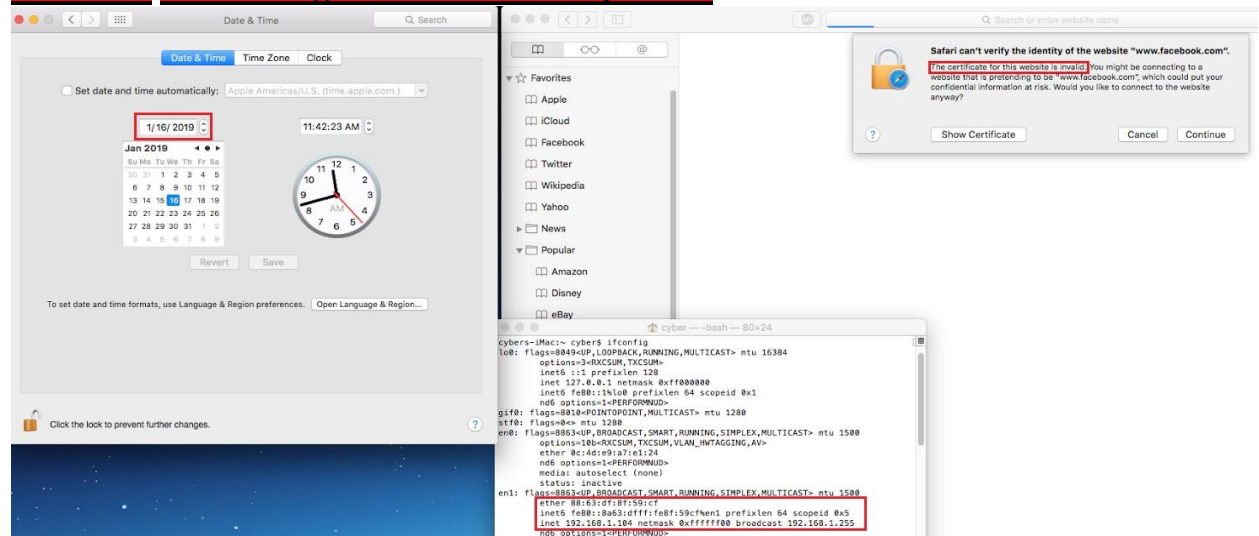 Date & Time
Search
Date & Time Time Zone Clock
Set date and time automatically: Apple Americas/U.S. (time.apple.com.)
1/16/2019
11:42:23 AM
Jan 2019
Su Mo Tu We Th Fr Sa
30 31 1 2 3 4 5
6 7 8 9 10 11 12
13 14 15 16 17 18 19
20 21 22 23 24 25 26
27 28 29 30 31 1 2
3 4 5 6 7 8 9
12
1
2
3
4
5
6
7
8
9
10
11
AM
Revert Save
To set date and time formats, use Language & Region preferences. Open Language & Region...
Click the lock to prevent further changes.
?
Search or enter website name
Favorites
Apple
iCloud
Facebook
Twitter
Wikipedia
Yahoo
News
Popular
Amazon
Disney
eBay
Safari can't verify the identity of the website "www.facebook.com".
The certificate for this website is invalid. You might be connecting to a
website that is pretending to be "www.facebook.com", which could put your
confidential information at risk. Would you like to connect to the website
anyway?
?
Show Certificate Cancel Continue
cyber — -bash — 80×24
cybers-iMac:~ cyber$ ifconfig
lo0: flags=8049<UP,LOOPBACK,RUNNING,MULTICAST> mtu 16384
options=3<RXCSUM,TXCSUM>
inet6 ::1 prefixlen 128
inet 127.0.0.1 netmask 0xff000000
inet6 fe80::1%lo0 prefixlen 64 scopeid 0x1
nd6 options=1<PERFORMNUD>
gif0: flags=8010<POINTOPOINT,MULTICAST> mtu 1280
stf0: flags=0<> mtu 1280
en0: flags=8863<UP,BROADCAST,SMART,RUNNING,SIMPLEX,MULTICAST> mtu 1500
options=10b<RXCSUM,TXCSUM,VLAN_HWTAGGING,AV>
ether 0c:4d:e9:a7:e1:24
nd6 options=1<PERFORMNUD>
media: autoselect (none)
status: inactive
en1: flags=8863<UP,BROADCAST,SMART,RUNNING,SIMPLEX,MULTICAST> mtu 1500
ether 88:63:df:8f:59:cf
inet6 fe80::8a63:dfff:fe8f:59cf%en1 prefixlen 64 scopeid 0x5
inet 192.168.1.104 netmask 0xffffff00 broadcast 192.168.1.255
nd6 options=1<PERFORMNUD>